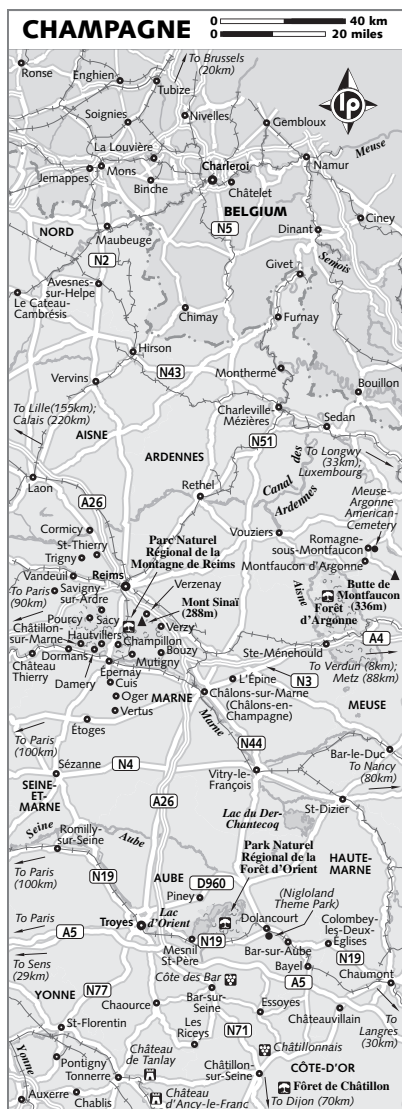 CHAMPAGNE
0 40 km
0 20 miles
To Brussels
(20km)
Ronse
Enghien
Tubize
lp
Nivelles
Soignies
Gembloux
La Louvière
Meuse
Charleroi
Namur
Jemappes
Mons
Binche
Châtelet
BELGIUM
Ciney
NORD
N5
Dinant
Maubeuge
Semois
N2
Givet
Avesnes-
sur-Helpe
Le Cateau-
Cambrésis
Chimay
Fumay
Hirson
Monthermé
N43
Vervins
Bouillon
Charleville-
Mézières
To Lille(155km);
Calais (220km)
Sedan
AISNE
N51
ARDENNES
To Longwy
(33km);
Luxembourg
Canal des
Ardennes
Laon
Rethel
Meuse-
Argonne
American-
Cemetery
A26
Cormicy
Parc Naturel
Régional de la
Montagne de Reims
Vouziers
St-Thierry
Romagne-
sous-Montfaucon
Trigny
Montfaucon d'Argonne
Vandeuil
Reims
Verzenay
Aisne
Butte de
Montfaucon
(336m)
To Paris
(90km)
Savigny-
sur-Ardre
Mont Sinaï
(288m)
Forêt
d'Argonne
Sacy
Pourcy
Verzy
Châtillon-
sur-Marne
Hautvillers
Champillon
A4
Bouzy
Ste-Ménehould
Dormans
Mutigny
To Verdun (8km);
Metz (88km)
Château
Thierry
Épernay
Damery
L'Épine
N3
Cuis
Oger
MARNE
Châlons-sur-Marne
(Châlons-en-
Champagne)
MEUSE
Vertus
Étoges
Marne
To Paris
(100km)
N44
Bar-le-Duc
N4
To Nancy
(80km)
Sézanne
Vitry-le-
François
SEINE-
ET-
MARNE
A26
St-Dizier
Seine
Lac du Der-
Chantecoq
Romilly-
sur-Seine
Aube
Park Naturel
Régional de la
Forêt d'Orient
HAUTE-
MARNE
N19
AUBE
D960
To Paris
(100km)
Piney
(Nigloland
Theme Park)
Lac
d'Orient
Dolancourt
To Paris
Troyes
Colombey-
les-Deux-
Églises
A5
N19
Mesnil
St-Père
Bar-sur-Aube
To Sens
(29km)
Bayel
N19
Côte des Bar
A5
Chaumont
YONNE
N77
Bar-sur-
Seine
Chaource
Essoyes
Châteauvillain
St-Florentin
Les
Riceys
N71
To
Langres
(30km)
Châtillonnais
Yonne
Château
de Tanlay
Pontigny
Châtillon-
sur-Seine
CÔTE-D'OR
Tonnerre
Fôret de Châtillon
Auxerre
Château
d'Ancy-le-Franc
Chablis
To Dijon (70km)